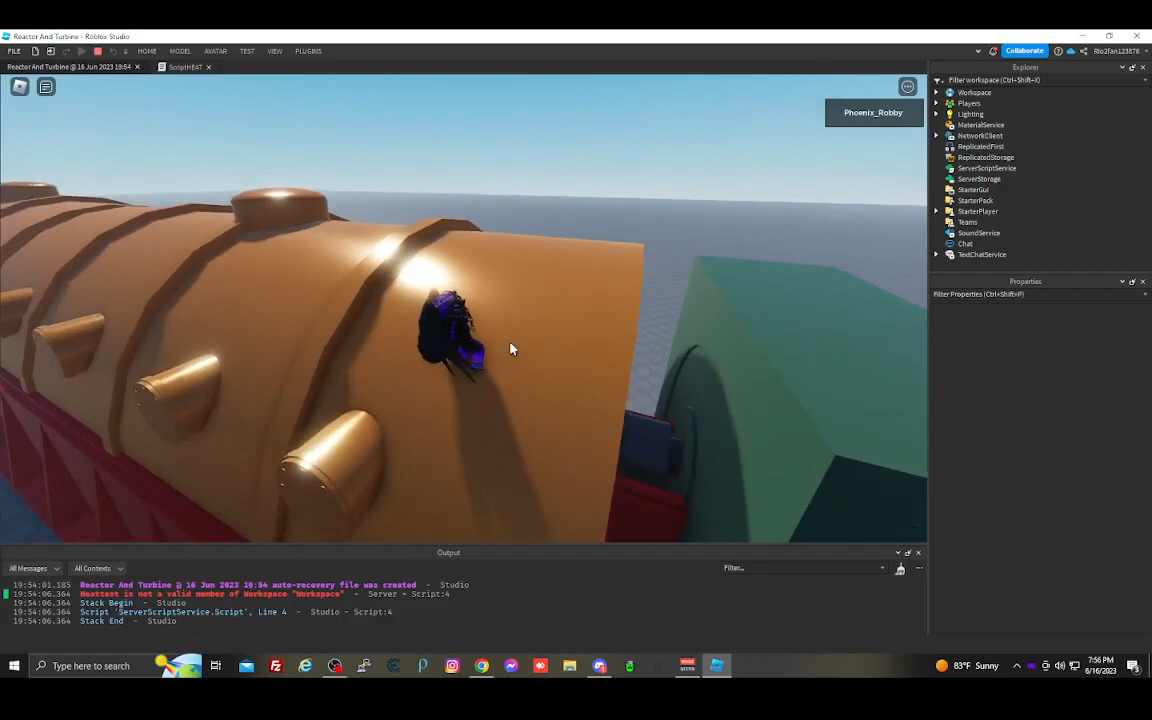 Reactor And Turbine - Roblox Studio
FILE HOME MODEL AVATAR TEST VIEW PLUGINS
Collaborate Rio2fan123876
Reactor And Turbine @ 16 Jun 2023 19:54 × ScriptHEAT ×
Phoenix_Robby
Explorer
Filter workspace (Ctrl+Shift+X)
Workspace
Players
Lighting
MaterialService
NetworkClient
ReplicatedFirst
ReplicatedStorage
ServerScriptService
ServerStorage
StarterGui
StarterPack
StarterPlayer
Teams
SoundService
Chat
TextChatService
Properties
Filter Properties (Ctrl+Shift+P)
Output
All Messages All Contexts Filter...
19:54:01.185 Reactor And Turbine @ 16 Jun 2023 19:54 auto-recovery file was created - Studio
19:54:06.364 Heattest is not a valid member of Workspace "Workspace" - Server - Script:4
19:54:06.364 Stack Begin - Studio
19:54:06.364 Script 'ServerScriptService.Script', Line 4 - Studio - Script:4
19:54:06.364 Stack End - Studio
Type here to search
83°F Sunny
7:56 PM
6/16/2023
3